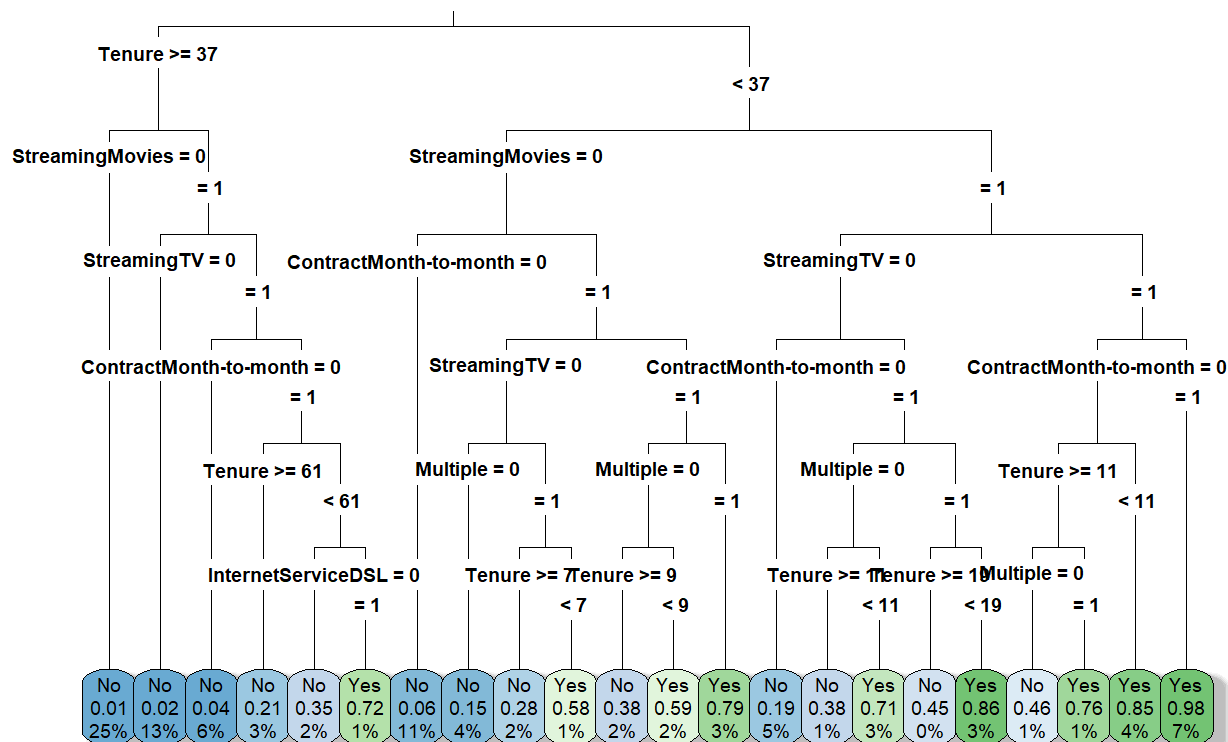 Tenure >= 37
< 37
StreamingMovies = 0
StreamingMovies = 0
= 1
= 1
StreamingTV = 0
ContractMonth-to-month = 0
StreamingTV = 0
= 1
= 1
= 1
ContractMonth-to-month = 0
StreamingTV = 0
ContractMonth-to-month = 0
ContractMonth-to-month = 0
= 1
= 1
= 1
= 1
Tenure >= 61
Multiple = 0
Multiple = 0
Multiple = 0
Tenure >= 11
< 61
= 1
= 1
= 1
< 11
InternetServiceDSL = 0
Tenure >= 7
Tenure >= 9
Tenure >= 11
Tenure >= 19
Multiple = 0
= 1
< 7
< 9
< 11
< 19
= 1
No No No No No Yes No No No Yes No Yes Yes No No Yes No Yes No Yes Yes Yes
0.01 0.02 0.04 0.21 0.35 0.72 0.06 0.15 0.28 0.58 0.38 0.59 0.79 0.19 0.38 0.71 0.45 0.86 0.46 0.76 0.85 0.98
25% 13% 6% 3% 2% 1% 11% 4% 2% 1% 2% 2% 3% 5% 1% 3% 0% 3% 1% 1% 4% 7%